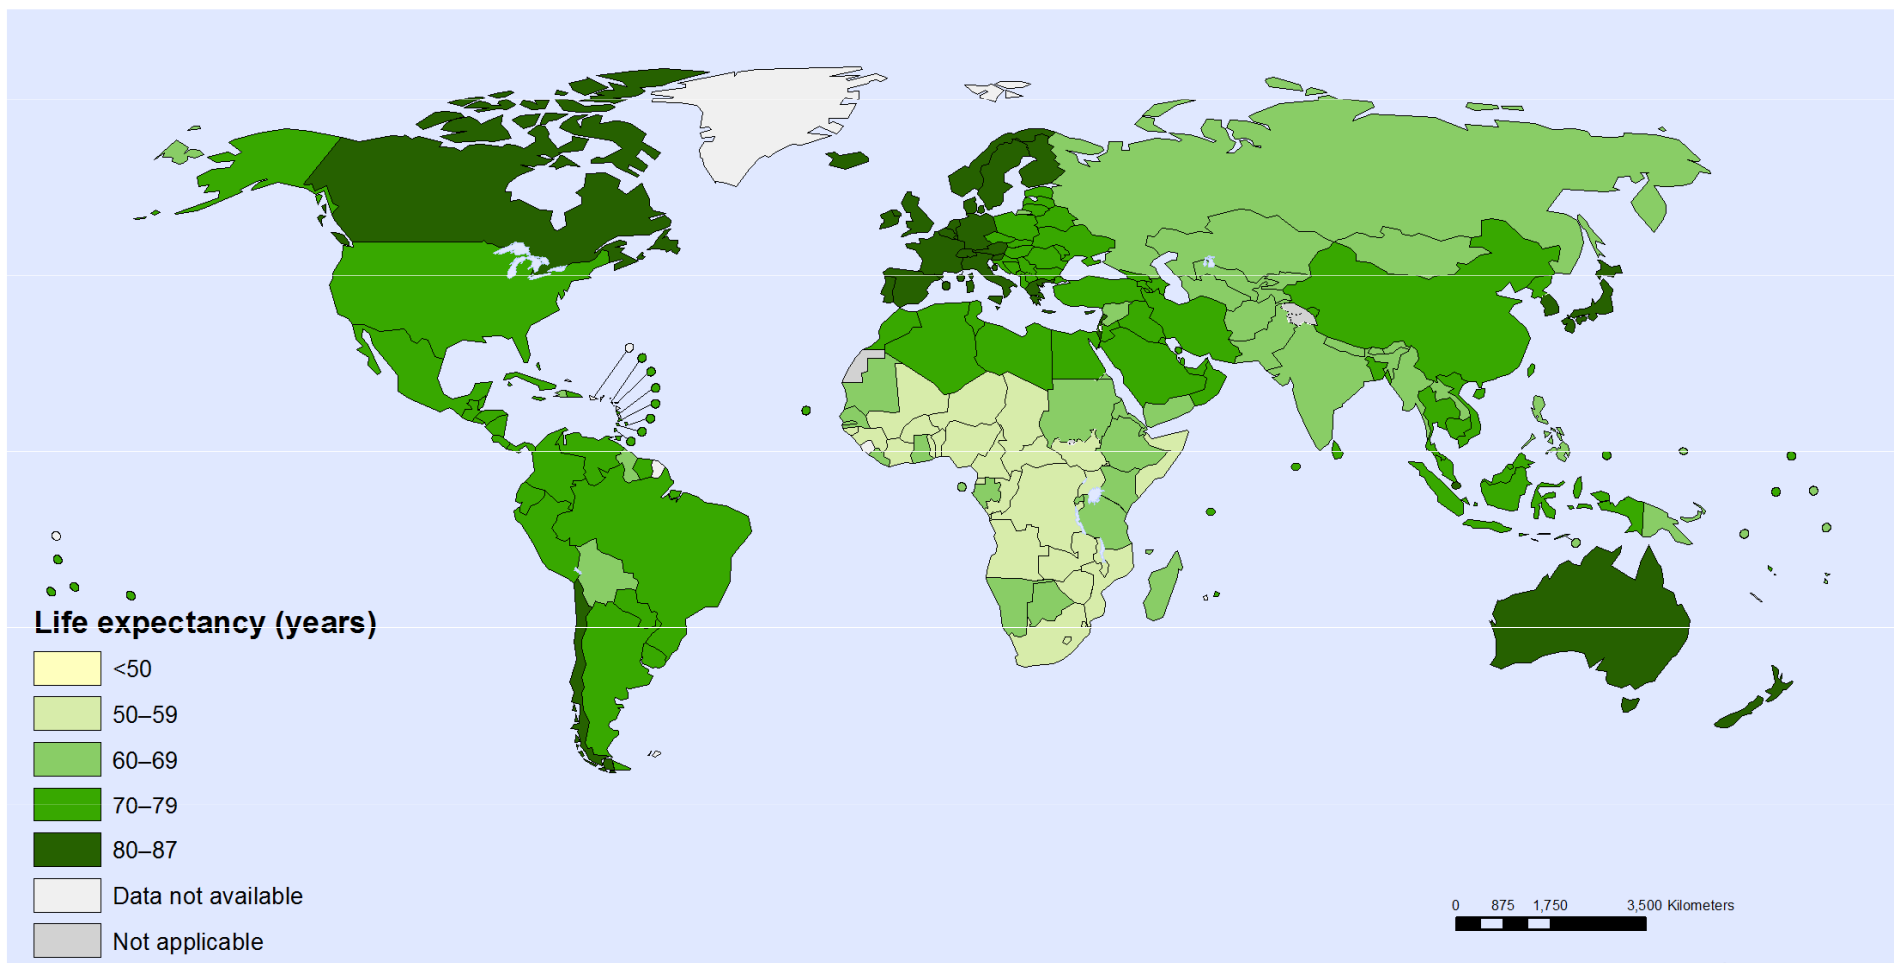 Life expectancy (years)
<50
50–59
60–69
70–79
80–87
Data not available
Not applicable
0 875 1,750 3,500 Kilometers